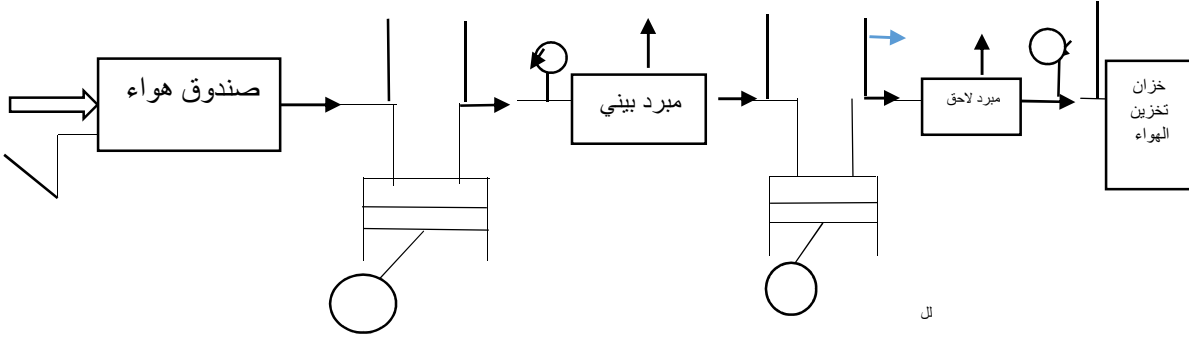 صندوق هواء
مبرد بيني
مبرد لاحق
خزان
تخزين
الهواء
لل